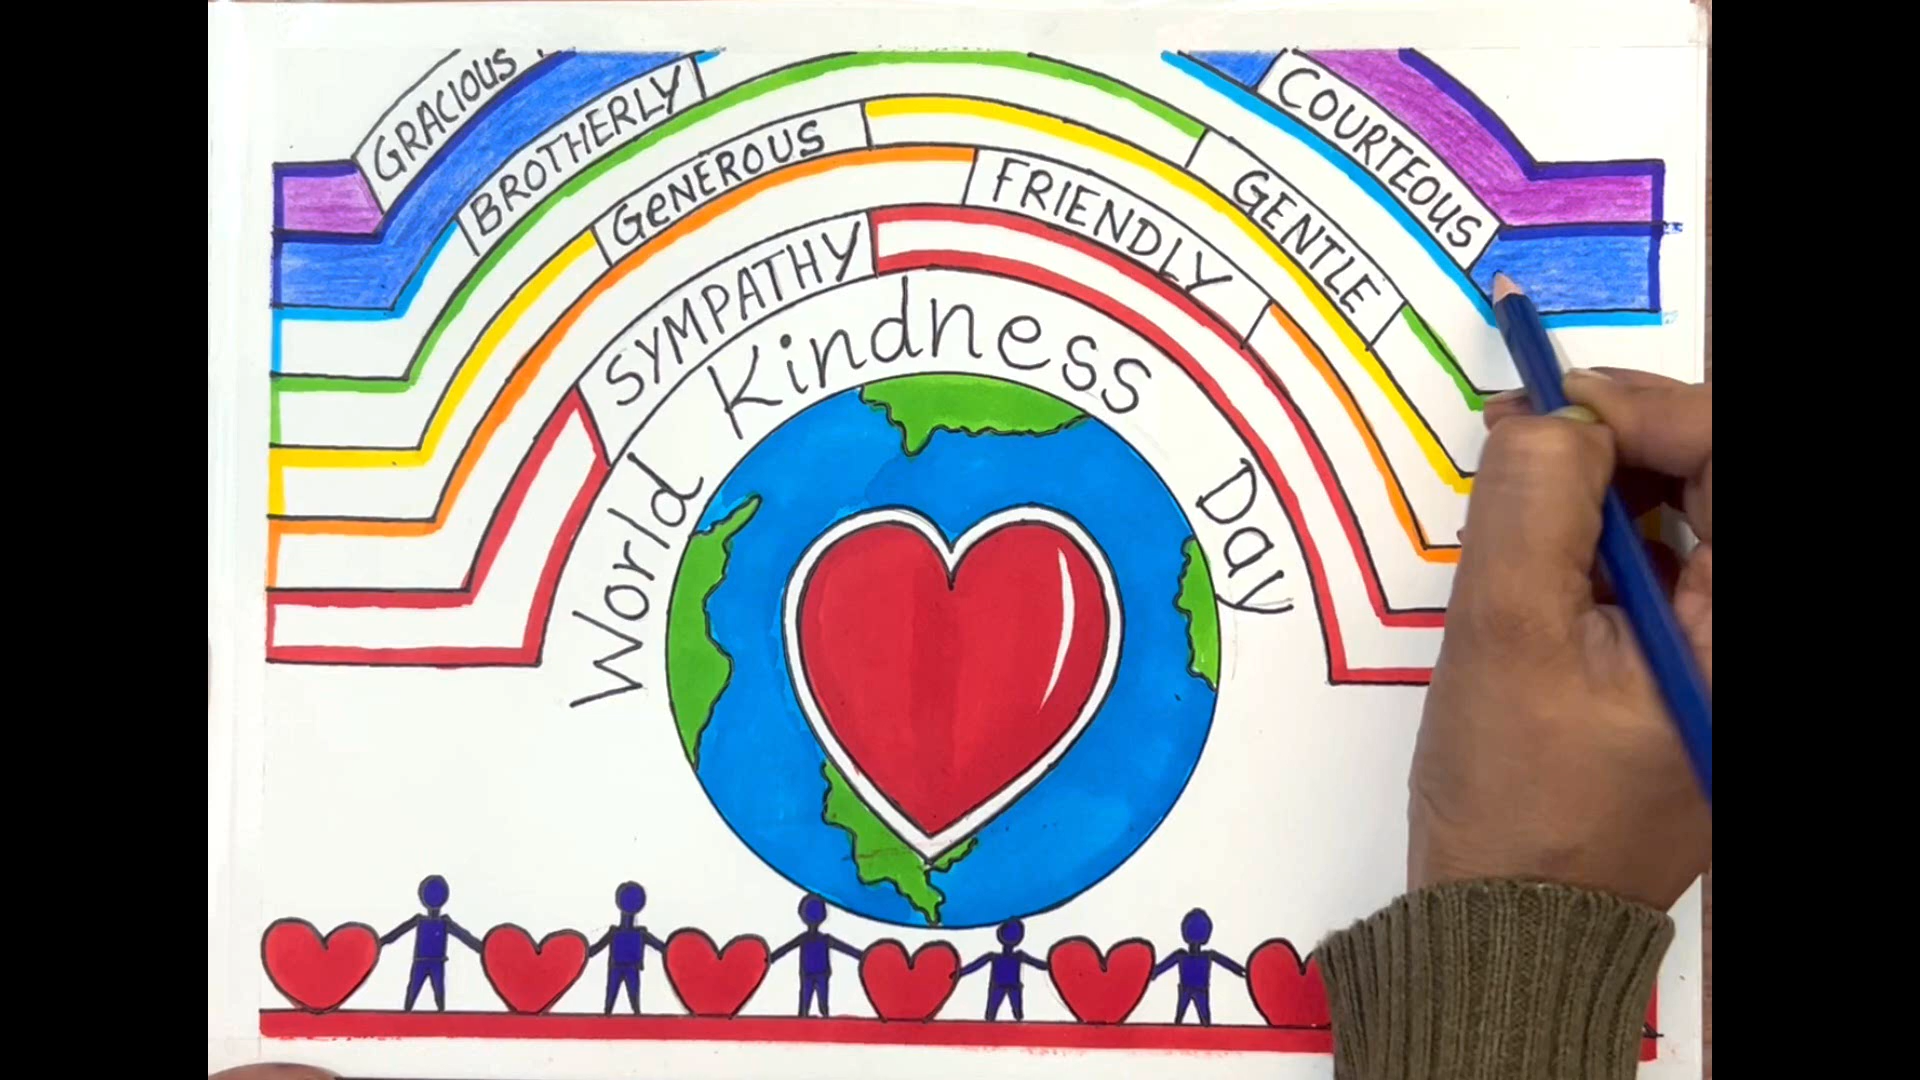 GRACIOUS
COURTEOUS
BROTHERLY
GENTLE
GeNEROUS
FRIENDLY
SYMPATHY
World Kindness Day